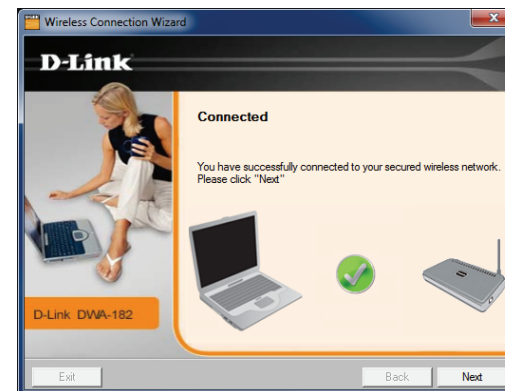 Wireless Connection Wizard
D-Link
Connected
You have successfully connected to your secured wireless network.
Please click "Next"
D-Link DWA-182
Exit
Back
Next